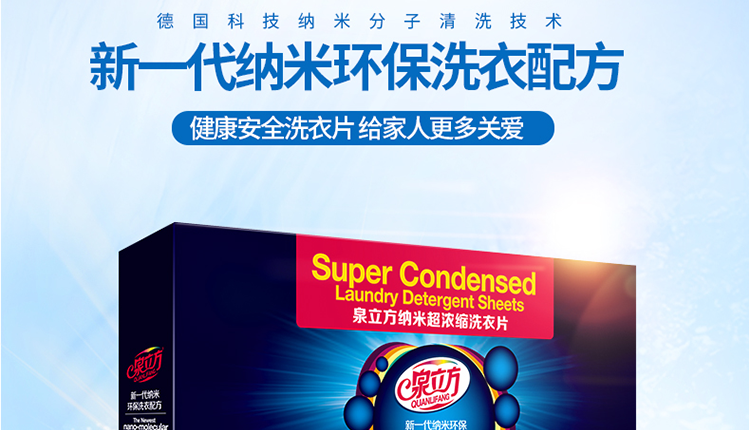 德国科技纳米分子清洗技术
新一代纳米环保洗衣配方
健康安全洗衣片 给家人更多关爱
Super Condensed
Laundry Detergent Sheets
泉立方纳米超浓缩洗衣片
泉立方
QUANLIFANG
新一代纳米环保
泉立方
QUANLIFANG
新一代纳米
环保洗衣配方
The Newest
nano-molecular